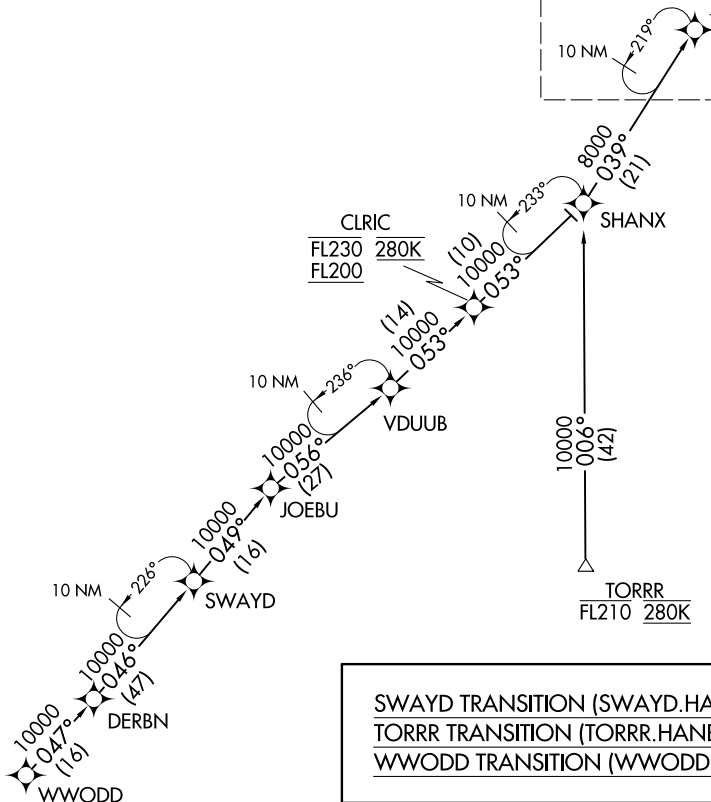 219°
10 NM
8000
039°
(21)
10 NM
233°
SHANX
CLRIC
FL230 280K
FL200
(10)
10000
053°
(14)
10000
053°
10 NM
236°
VDUUB
10000
056°
(27)
JOEBU
10000
006°
(42)
10000
049°
(16)
10 NM
226°
SWAYD
TORRR
FL210 280K
10000
046°
(47)
DERBN
10000
047°
(16)
WWODD
SWAYD TRANSITION (SWAYD.HA
TORRR TRANSITION (TORRR.HAN
WWODD TRANSITION (WWODD